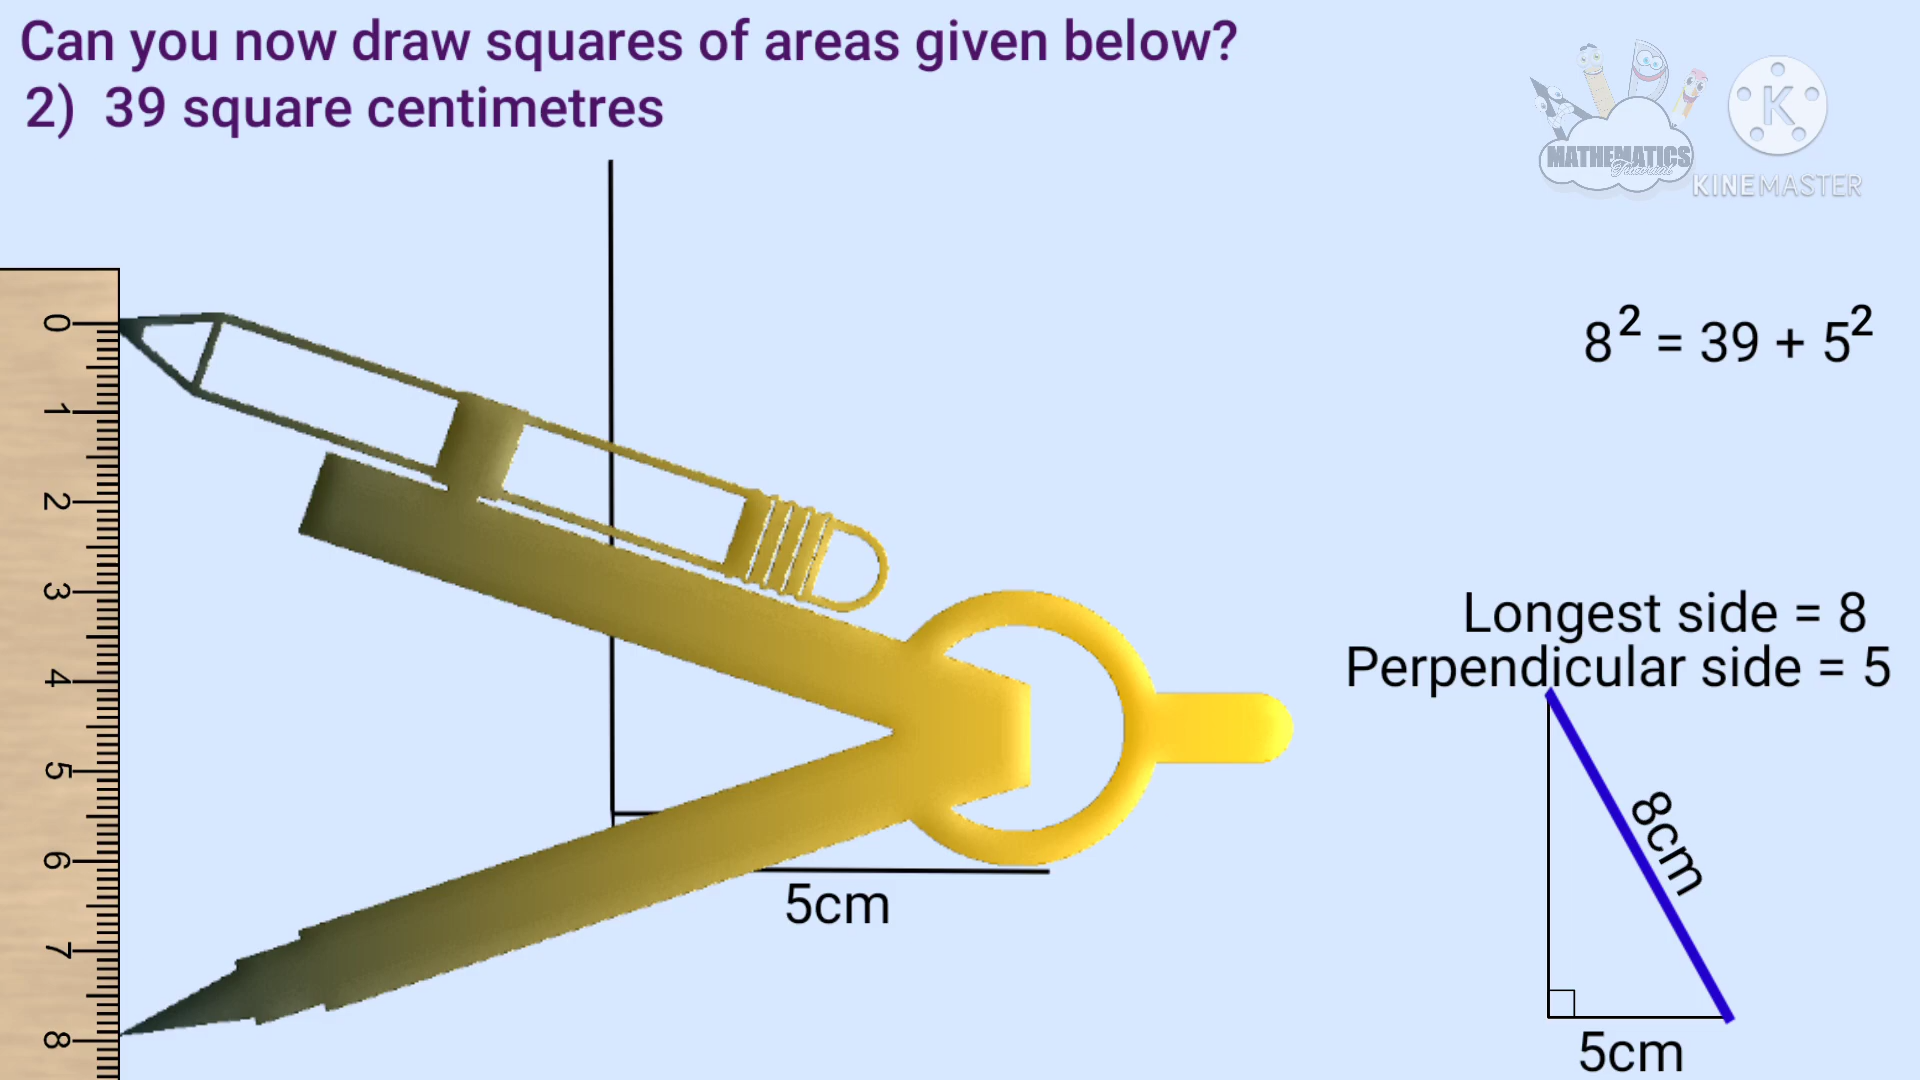 Can you now draw squares of areas given below?
2) 39 square centimetres
MATHEMATICS
Tutorial
K
KINEMASTER
8² = 39 + 5²
Longest side = 8
Perpendicular side = 5
0
1
2
3
4
5
6
7
8
5cm
8cm
5cm